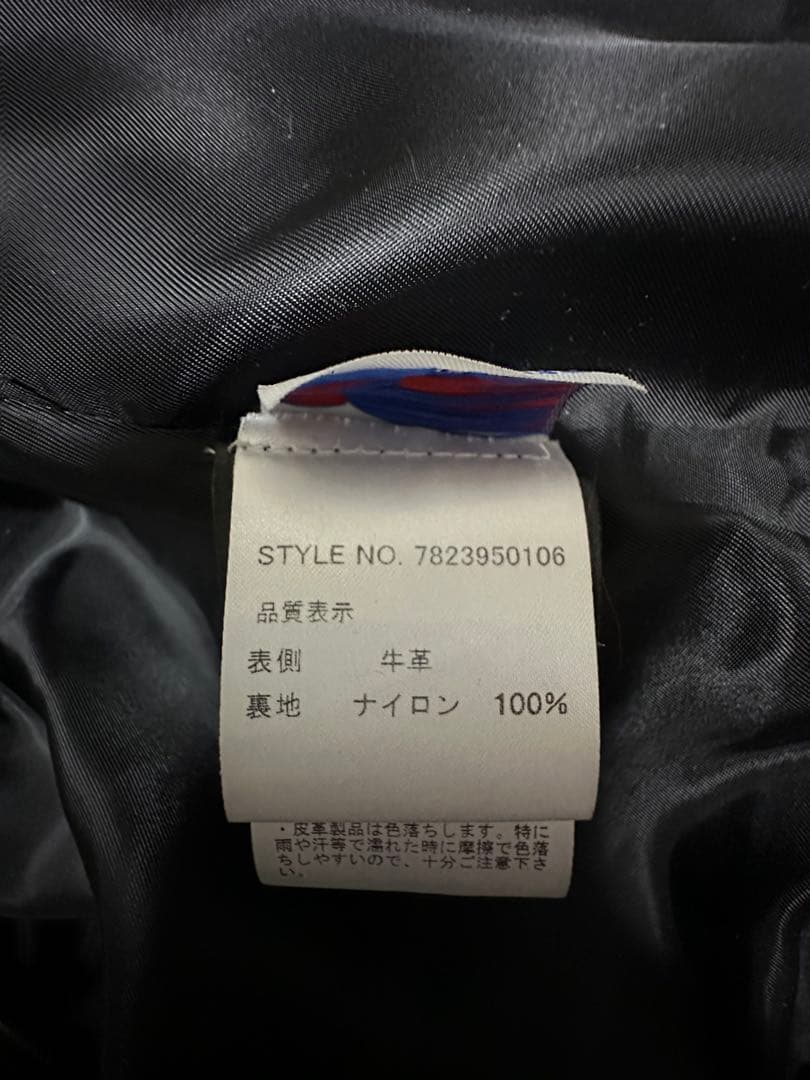 STYLE NO. 7823950106
品質表示
表側 牛革
裏地 ナイロン 100%
・皮革製品は色落ちします。特に
雨や汗等で濡れた時に摩擦で色落
ちしやすいので、十分ご注意下さ
い。